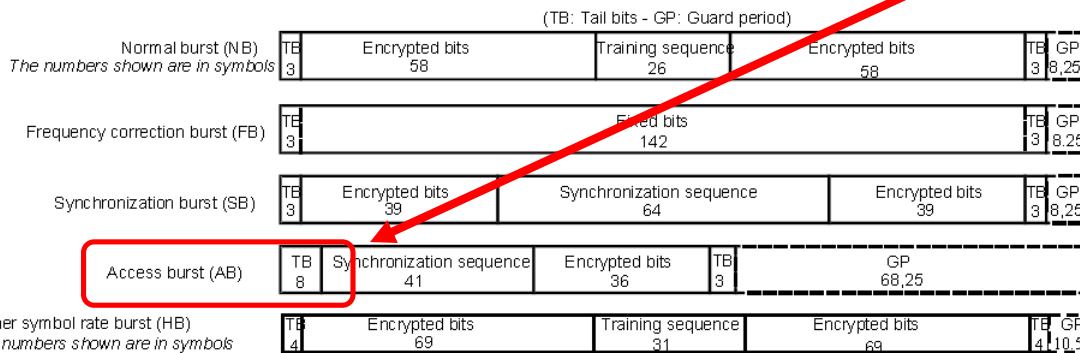 (TB: Tail bits - GP: Guard period)
Normal burst (NB) TB Encrypted bits Training sequence Encrypted bits TB GP
The numbers shown are in symbols 3 58 26 58 3 8,25
Frequency correction burst (FB) TB Fixed bits TB GP
3 142 3 8.25
Synchronization burst (SB) TB Encrypted bits Synchronization sequence Encrypted bits TB GP
3 39 64 39 3 8,25
Access burst (AB) TB Synchronization sequence Encrypted bits TB GP
8 41 36 3 68,25
er symbol rate burst (HB) TB Encrypted bits Training sequence Encrypted bits TB GP
numbers shown are in symbols 4 69 31 69 4 10.5